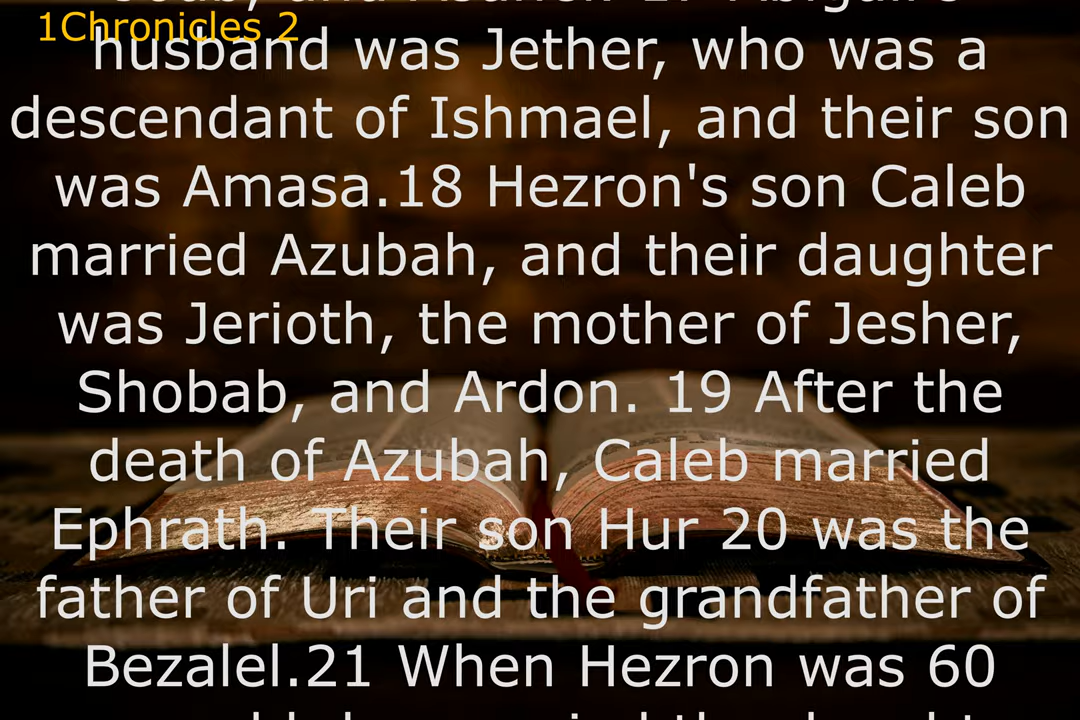 1Chronicles 2
husband was Jether, who was a
descendant of Ishmael, and their son
was Amasa.18 Hezron's son Caleb
married Azubah, and their daughter
was Jerioth, the mother of Jesher,
Shobab, and Ardon. 19 After the
death of Azubah, Caleb married
Ephrath. Their son Hur 20 was the
father of Uri and the grandfather of
Bezalel.21 When Hezron was 60